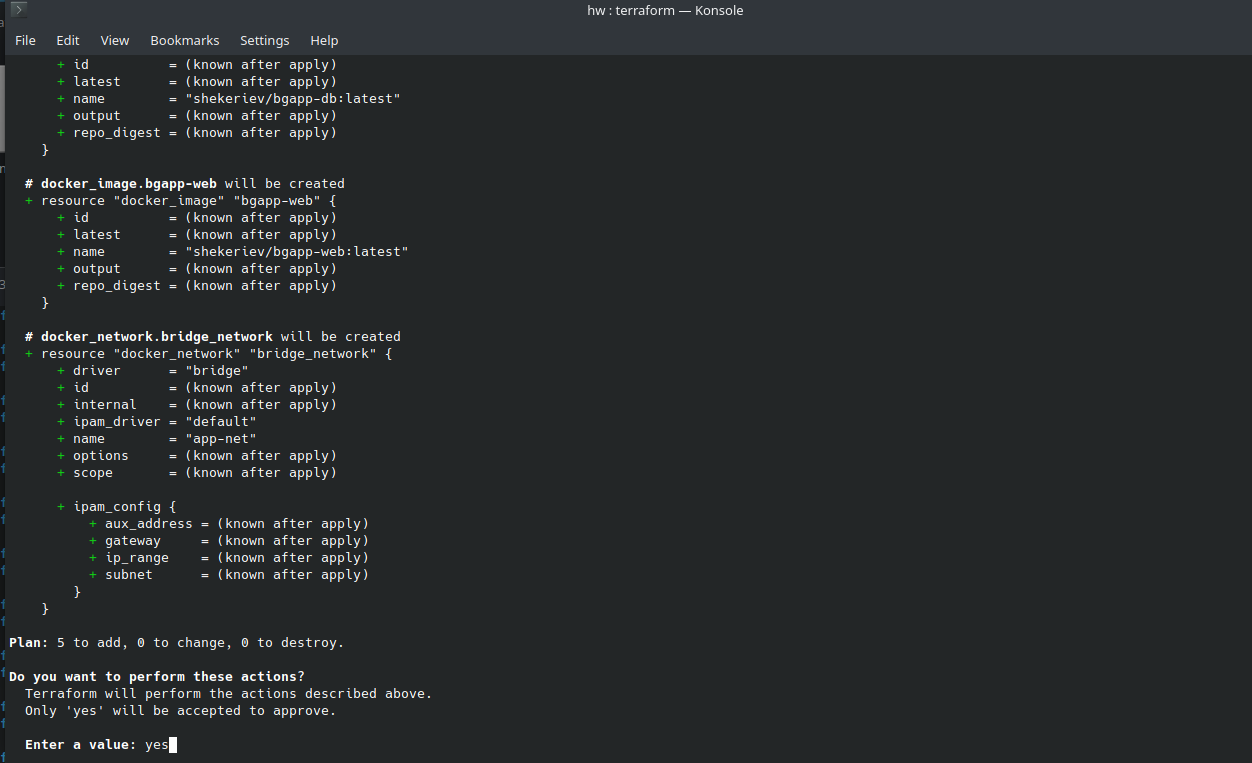 hw : terraform — Konsole
File Edit View Bookmarks Settings Help
+ id = (known after apply)
+ latest = (known after apply)
+ name = "shekeriev/bgapp-db:latest"
+ output = (known after apply)
+ repo_digest = (known after apply)
}
# docker_image.bgapp-web will be created
+ resource "docker_image" "bgapp-web" {
+ id = (known after apply)
+ latest = (known after apply)
+ name = "shekeriev/bgapp-web:latest"
+ output = (known after apply)
+ repo_digest = (known after apply)
}
# docker_network.bridge_network will be created
+ resource "docker_network" "bridge_network" {
+ driver = "bridge"
+ id = (known after apply)
+ internal = (known after apply)
+ ipam_driver = "default"
+ name = "app-net"
+ options = (known after apply)
+ scope = (known after apply)
+ ipam_config {
+ aux_address = (known after apply)
+ gateway = (known after apply)
+ ip_range = (known after apply)
+ subnet = (known after apply)
}
}
Plan: 5 to add, 0 to change, 0 to destroy.
Do you want to perform these actions?
Terraform will perform the actions described above.
Only 'yes' will be accepted to approve.
Enter a value: yes